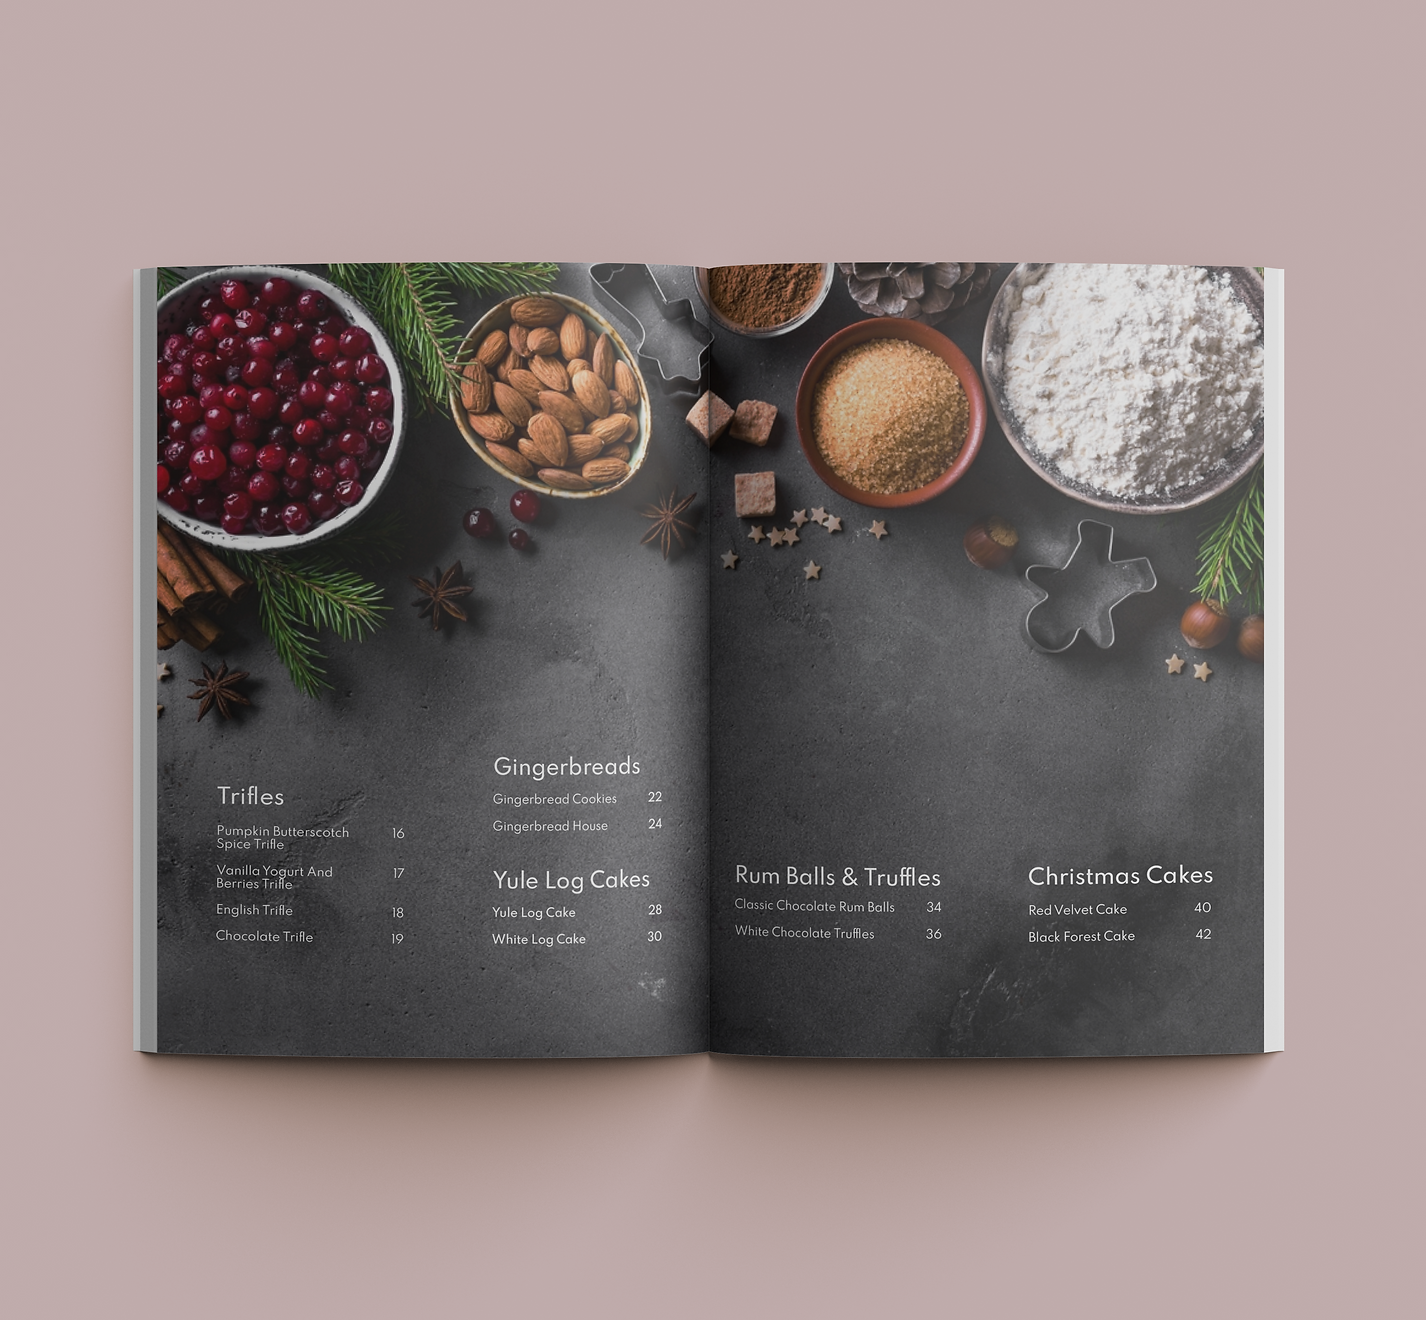 Trifles
Pumpkin Butterscotch 16
Spice Trifle
Vanilla Yogurt And 17
Berries Trifle
English Trifle 18
Chocolate Trifle 19
Gingerbreads
Gingerbread Cookies 22
Gingerbread House 24
Yule Log Cakes
Yule Log Cake 28
White Log Cake 30
Rum Balls & Truffles
Classic Chocolate Rum Balls 34
White Chocolate Truffles 36
Christmas Cakes
Red Velvet Cake 40
Black Forest Cake 42